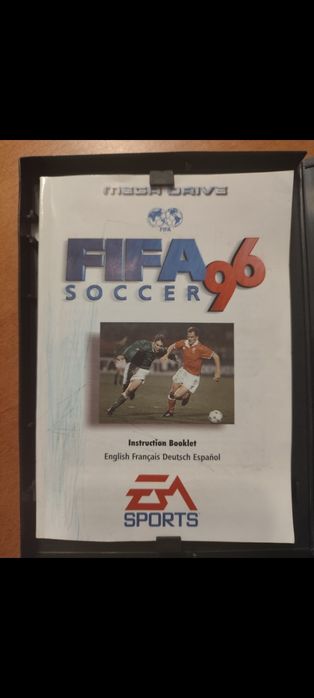 MEGA DRIVE
FIFA
FIFA 96
SOCCER
Instruction Booklet
English Français Deutsch Español
EA
SPORTS